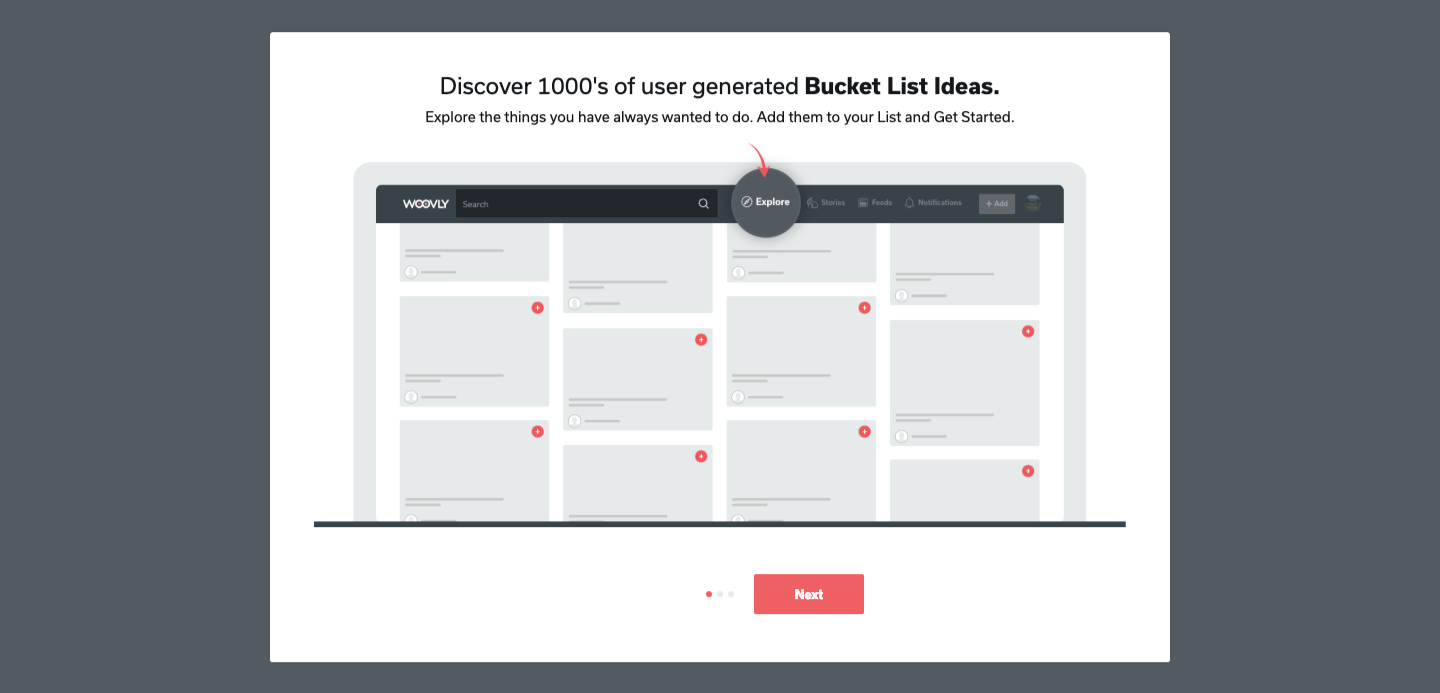 Discover 1000's of user generated Bucket List Ideas.
Explore the things you have always wanted to do. Add them to your List and Get Started.
WOOVLY Search Explore Stories Feeds Notifications + Add
Next